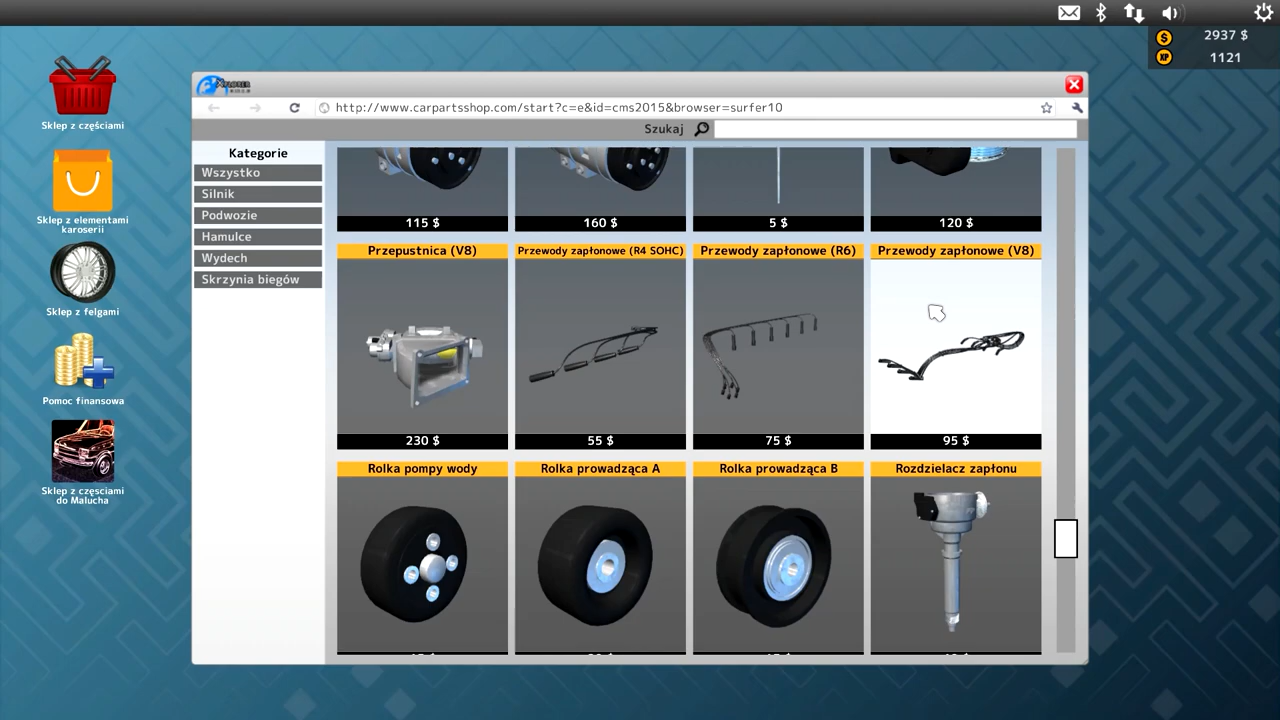 2937 $
XP 1121
XPLORER
http://www.carpartsshop.com/start?c=e&id=cms2015&browser=surfer10
Szukaj
Sklep z częściami
Sklep z elementami
karoserii
Sklep z felgami
Pomoc finansowa
Sklep z częsciami
do Malucha
Kategorie
Wszystko
Silnik
Podwozie
Hamulce
Wydech
Skrzynia biegów
115 $
160 $
5 $
120 $
Przepustnica (V8)
Przewody zapłonowe (R4 SOHC)
Przewody zapłonowe (R6)
Przewody zapłonowe (V8)
230 $
55 $
75 $
95 $
Rolka pompy wody
Rolka prowadząca A
Rolka prowadząca B
Rozdzielacz zapłonu